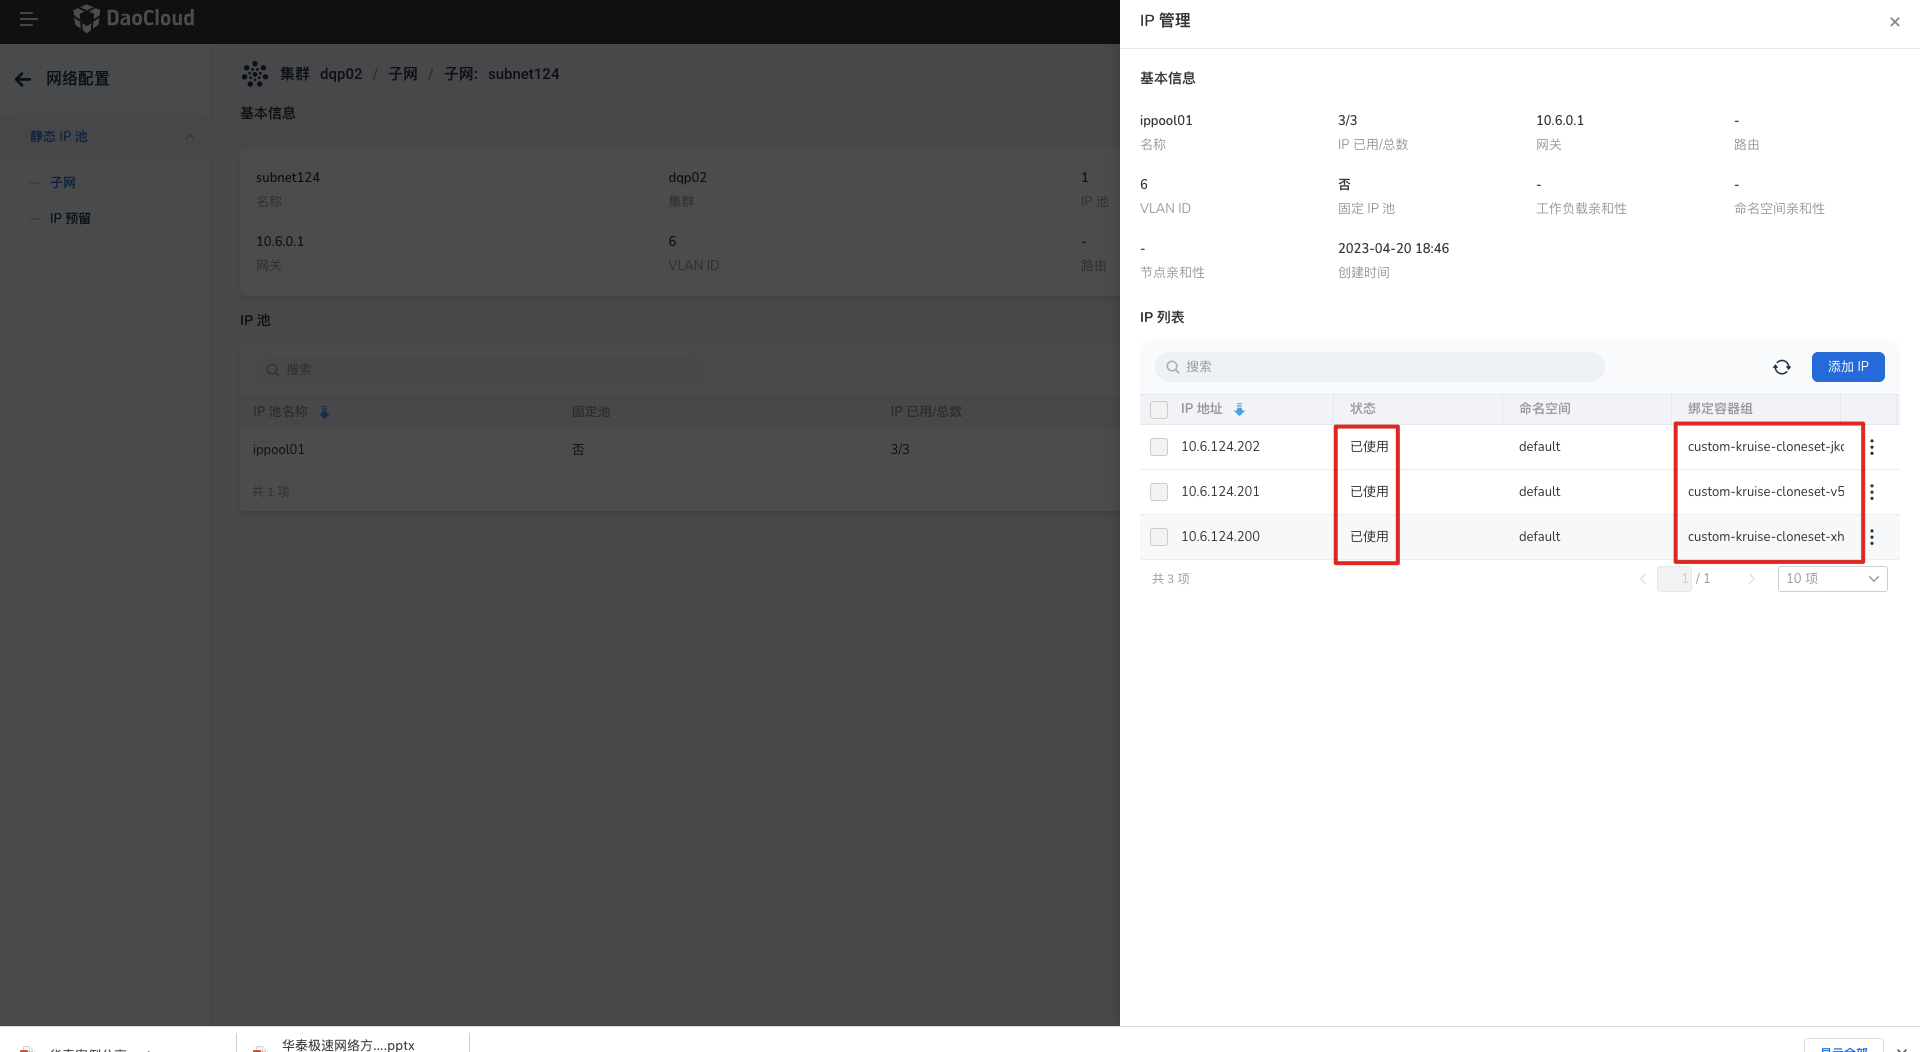 DaoCloud
网络配置
静态 IP 池
子网
IP 预留
集群 dqp02 / 子网 / 子网: subnet124
基本信息
subnet124
名称
dqp02
集群
1
IP 池
10.6.0.1
网关
6
VLAN ID
-
路由
IP 池
搜索
IP 池名称 固定池 IP 已用/总数
ippool01 否 3/3
共 1 项
IP 管理
基本信息
ippool01 3/3 10.6.0.1 -
名称 IP 已用/总数 网关 路由
6 否 - -
VLAN ID 固定 IP 池 工作负载亲和性 命名空间亲和性
- 2023-04-20 18:46
节点亲和性 创建时间
IP 列表
搜索 添加 IP
IP 地址 状态 命名空间 绑定容器组
10.6.124.202 已使用 default custom-kruise-cloneset-jkc
10.6.124.201 已使用 default custom-kruise-cloneset-v5
10.6.124.200 已使用 default custom-kruise-cloneset-xh
共 3 项 1 / 1 10 项
华泰极速网络方....pptx
显示全部